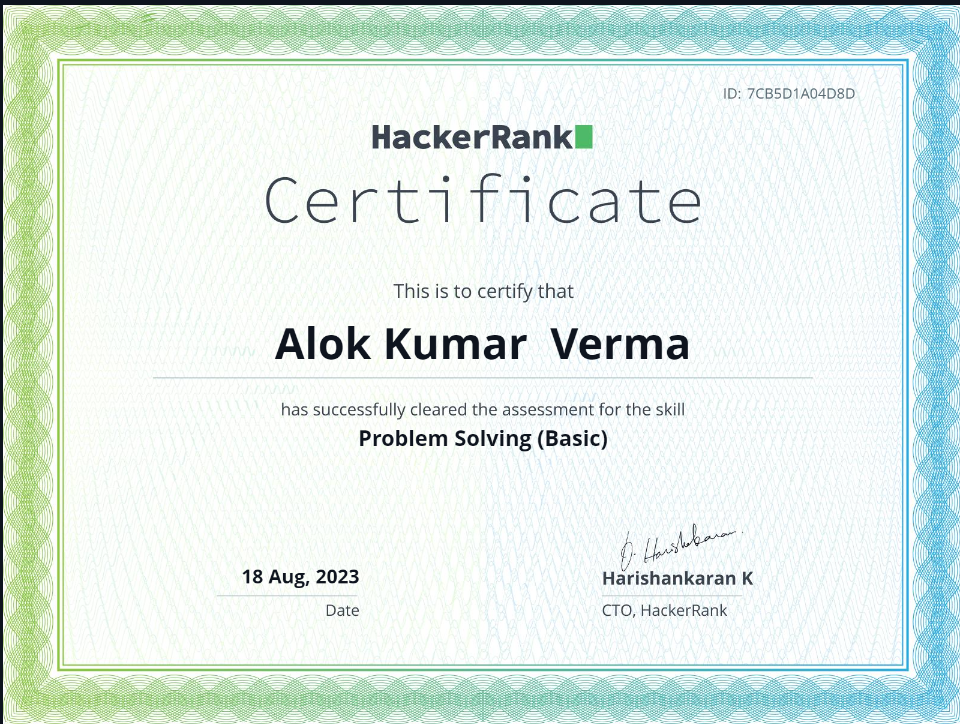 ID: 7CB5D1A04D8D
HackerRank
Certificate
This is to certify that
Alok Kumar Verma
has successfully cleared the assessment for the skill
Problem Solving (Basic)
D. Harishankaran
18 Aug, 2023
Harishankaran K
Date
CTO, HackerRank